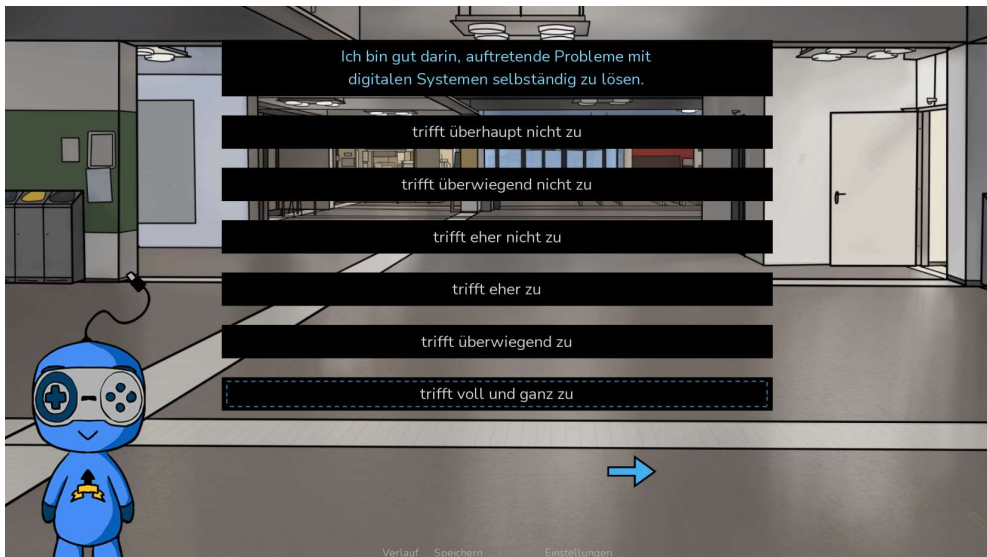 Ich bin gut darin, auftretende Probleme mit
digitalen Systemen selbständig zu lösen.
trifft überhaupt nicht zu
trifft überwiegend nicht zu
trifft eher nicht zu
trifft eher zu
trifft überwiegend zu
trifft voll und ganz zu
Verlauf Speichern Einstellungen